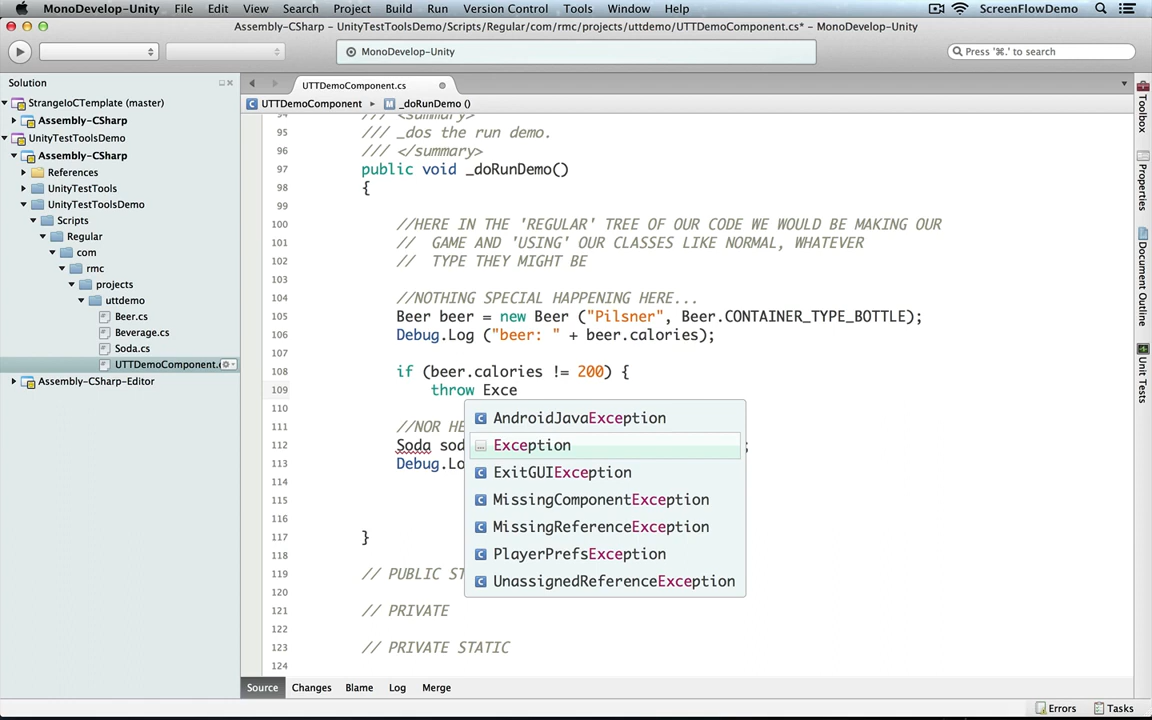 MonoDevelop-Unity File Edit View Search Project Build Run Version Control Tools Window Help ScreenFlowDemo
Assembly-CSharp - UnityTestToolsDemo/Scripts/Regular/com/rmc/projects/uttdemo/UTTDemoComponent.cs* - MonoDevelop-Unity
MonoDevelop-Unity
Press '⌘.' to search
Solution
StrangeIoCTemplate (master)
Assembly-CSharp
UnityTestToolsDemo
Assembly-CSharp
References
UnityTestTools
UnityTestToolsDemo
Scripts
Regular
com
rmc
projects
uttdemo
Beer.cs
Beverage.cs
Soda.cs
UTTDemoComponent.
Assembly-CSharp-Editor
UTTDemoComponent.cs
UTTDemoComponent ▸ M _doRunDemo ()
94 /// <summary>
95 /// _dos the run demo.
96 /// </summary>
97 public void _doRunDemo()
98 {
99
100 //HERE IN THE 'REGULAR' TREE OF OUR CODE WE WOULD BE MAKING OUR
101 // GAME AND 'USING' OUR CLASSES LIKE NORMAL, WHATEVER
102 // TYPE THEY MIGHT BE
103
104 //NOTHING SPECIAL HAPPENING HERE...
105 Beer beer = new Beer ("Pilsner", Beer.CONTAINER_TYPE_BOTTLE);
106 Debug.Log ("beer: " + beer.calories);
107
108 if (beer.calories != 200) {
109 throw Exce
110
111 //NOR HE
112 Soda sod ;
113 Debug.Lo
114
115
116
117 }
118
119 // PUBLIC ST
120
121 // PRIVATE
122
123 // PRIVATE STATIC
124
AndroidJavaException
Exception
ExitGUIException
MissingComponentException
MissingReferenceException
PlayerPrefsException
UnassignedReferenceException
Toolbox
Properties
Document Outline
Unit Tests
Source Changes Blame Log Merge
Errors Tasks